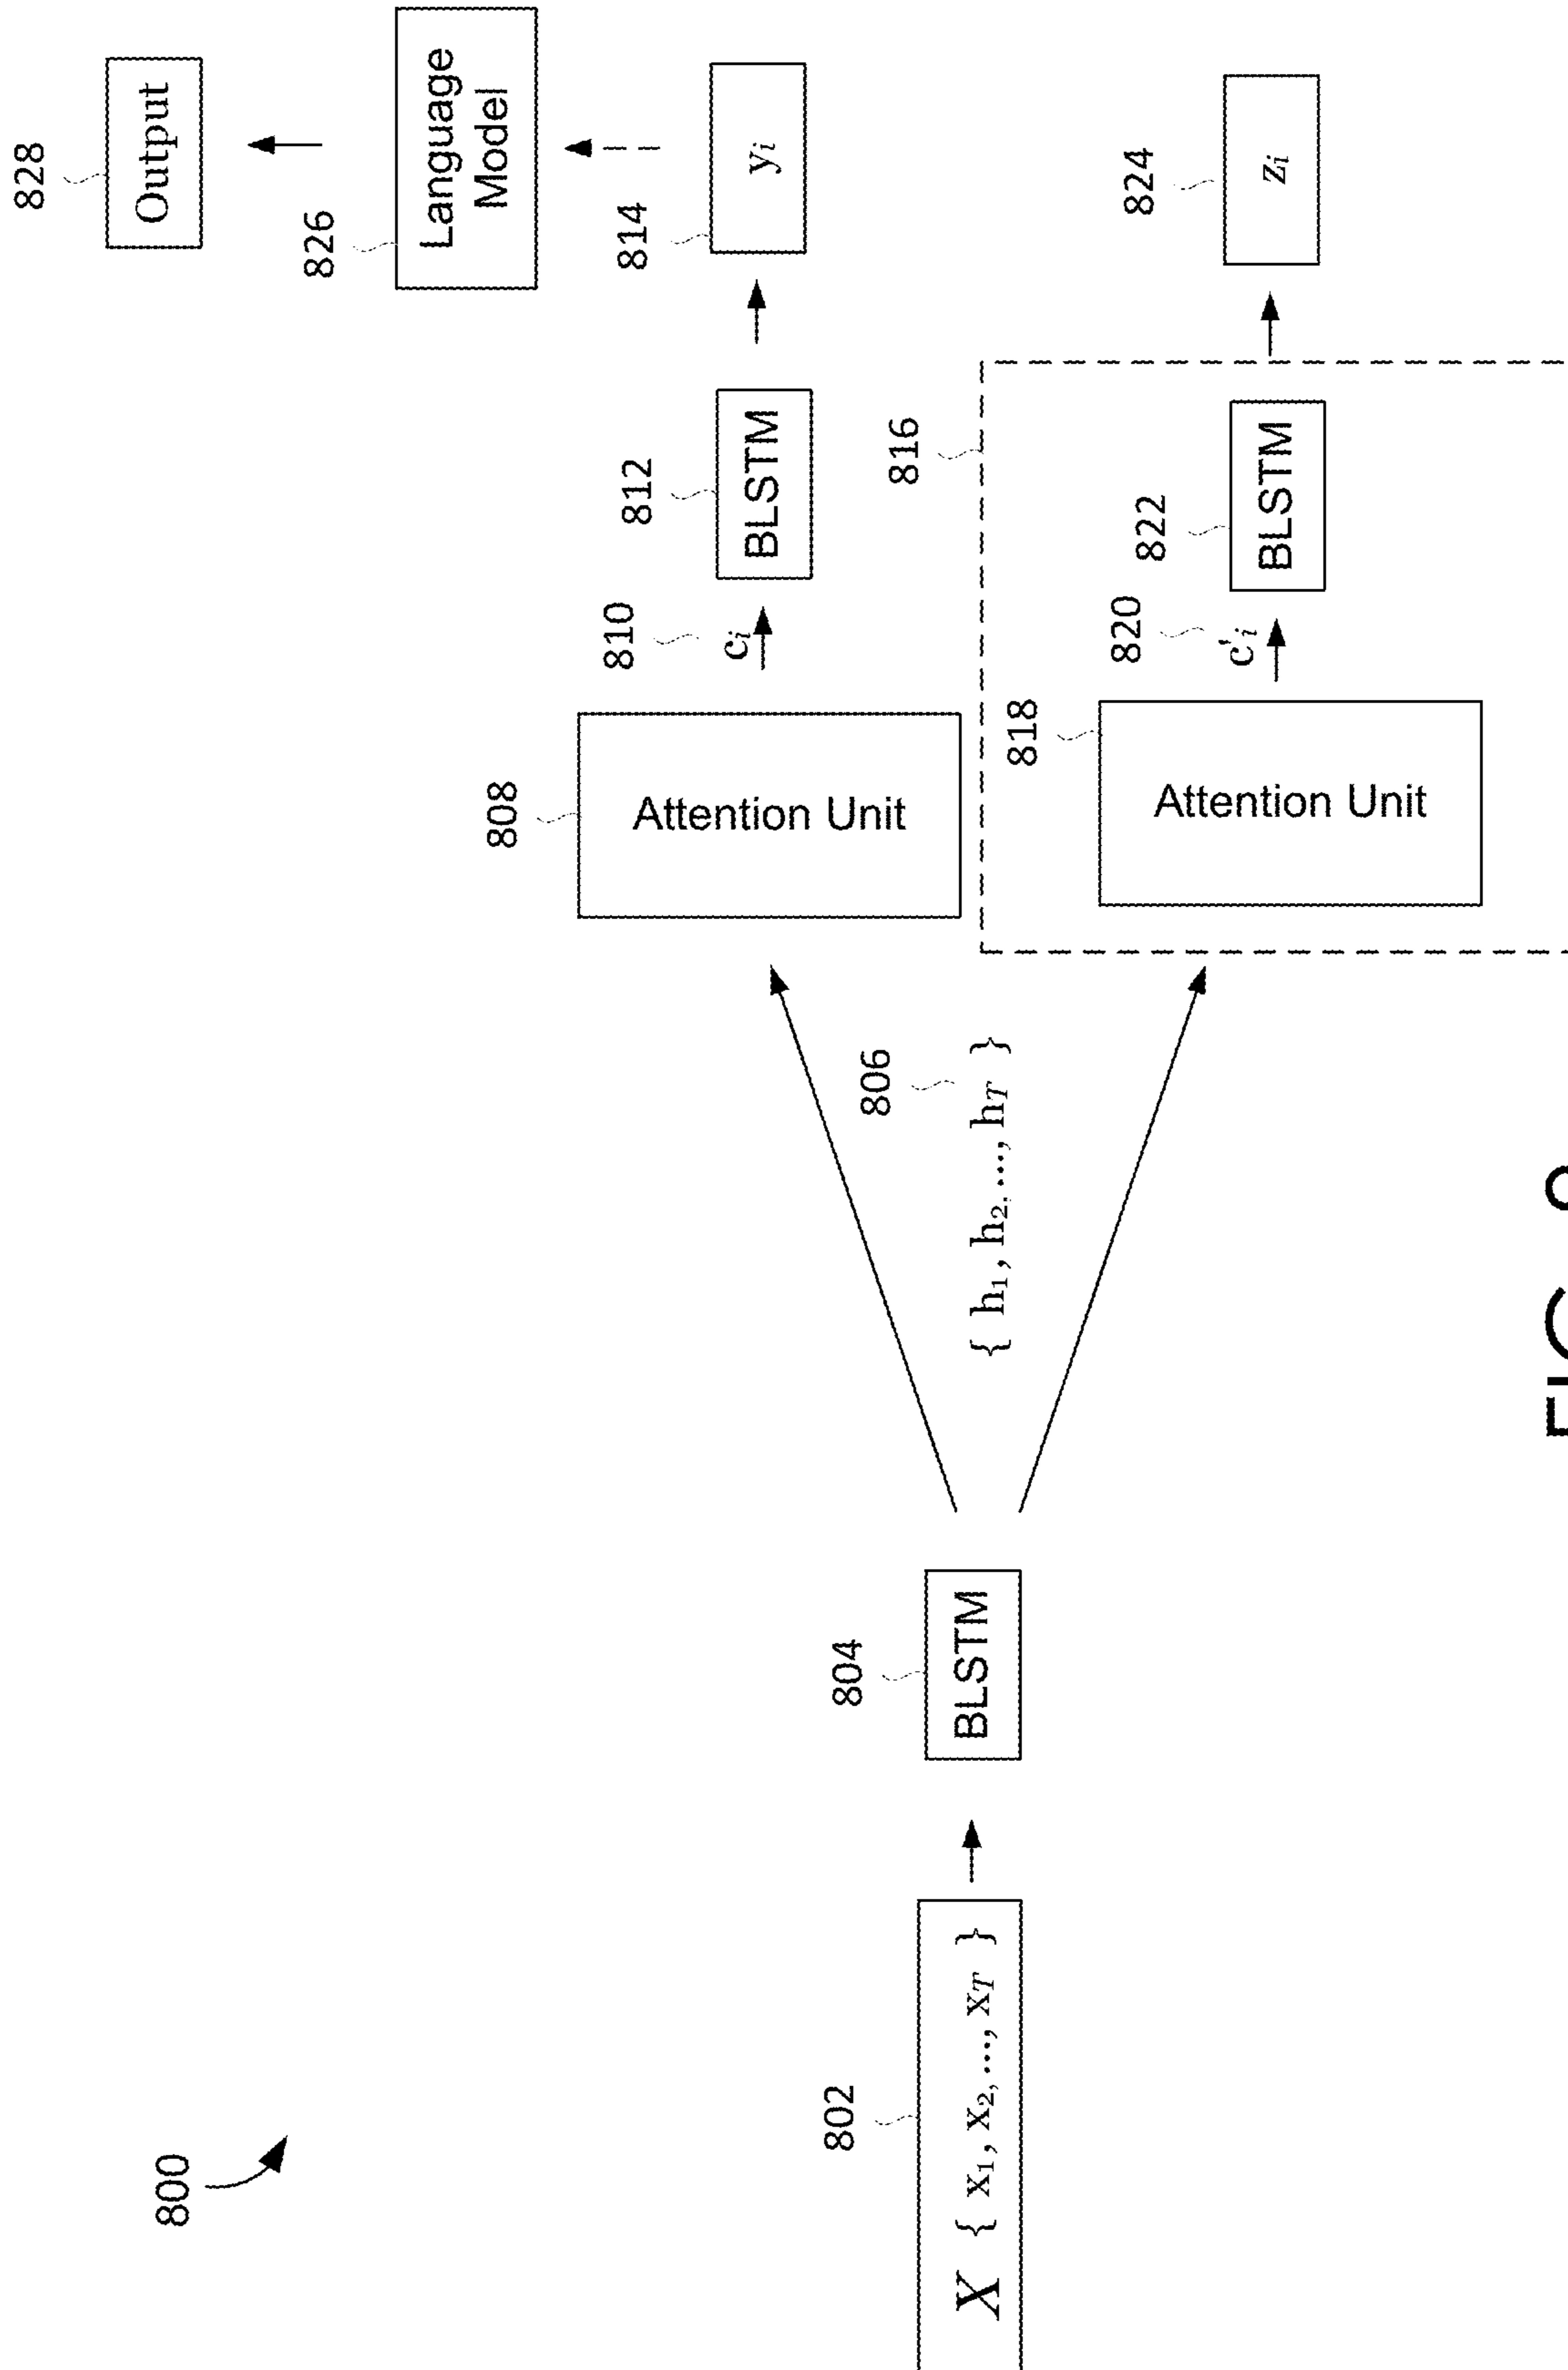 800
802
X { x₁, x₂, ..., x_T }
804
BLSTM
806
{ h₁, h₂, ..., h_T }
808
Attention Unit
810
cᵢ
812
BLSTM
814
yᵢ
826
Language
Model
828
Output
816
818
Attention Unit
820
c'ᵢ
822
BLSTM
824
zᵢ